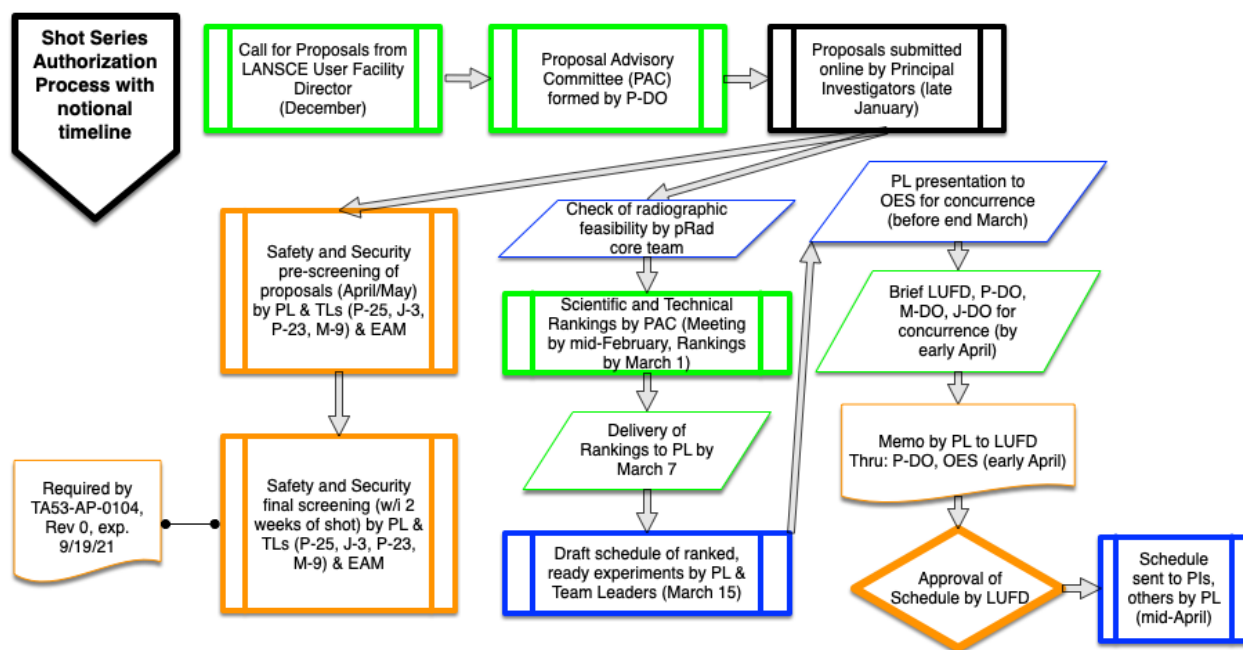 Shot Series
Authorization
Process with
notional
timeline
Call for Proposals from
LANSCE User Facility
Director
(December)
Proposal Advisory
Committee (PAC)
formed by P-DO
Proposals submitted
online by Principal
Investigators (late
January)
Safety and Security
pre-screening of
proposals (April/May)
by PL & TLs (P-25, J-3,
P-23, M-9) & EAM
Safety and Security
final screening (w/i 2
weeks of shot) by PL &
TLs (P-25, J-3, P-23,
M-9) & EAM
Required by
TA53-AP-0104,
Rev 0, exp.
9/19/21
Check of radiographic
feasibility by pRad
core team
Scientific and Technical
Rankings by PAC (Meeting
by mid-February, Rankings
by March 1)
Delivery of
Rankings to PL by
March 7
Draft schedule of ranked,
ready experiments by PL &
Team Leaders (March 15)
PL presentation to
OES for concurrence
(before end March)
Brief LUFD, P-DO,
M-DO, J-DO for
concurrence (by
early April)
Memo by PL to LUFD
Thru: P-DO, OES (early April)
Approval of
Schedule by LUFD
Schedule
sent to PIs,
others by PL
(mid-April)